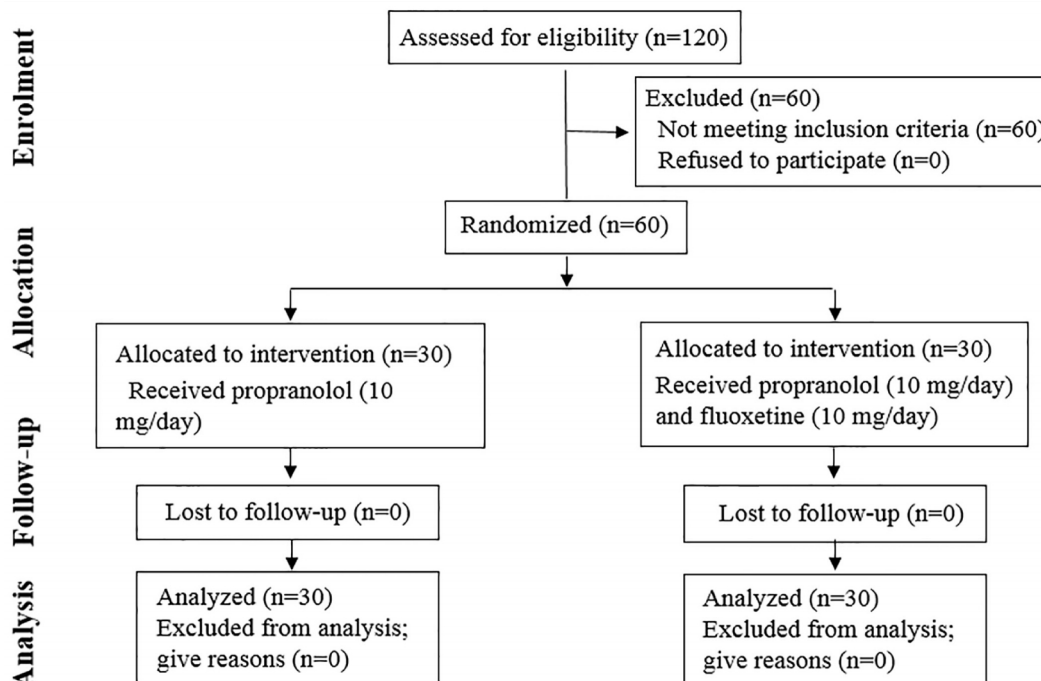 Enrolment
Assessed for eligibility (n=120)
Excluded (n=60)
Not meeting inclusion criteria (n=60)
Refused to participate (n=0)
Randomized (n=60)
Allocation
Allocated to intervention (n=30)
Received propranolol (10
mg/day)
Allocated to intervention (n=30)
Received propranolol (10 mg/day)
and fluoxetine (10 mg/day)
Follow-up
Lost to follow-up (n=0)
Lost to follow-up (n=0)
Analysis
Analyzed (n=30)
Excluded from analysis;
give reasons (n=0)
Analyzed (n=30)
Excluded from analysis;
give reasons (n=0)